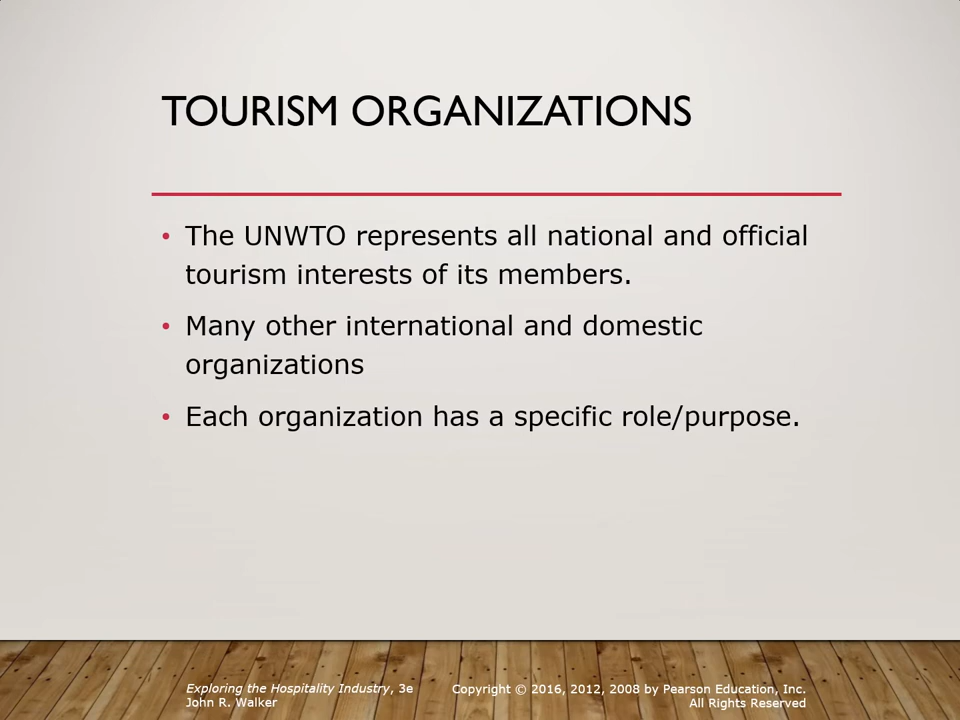 TOURISM ORGANIZATIONS
• The UNWTO represents all national and official
tourism interests of its members.
• Many other international and domestic
organizations
• Each organization has a specific role/purpose.
Exploring the Hospitality Industry, 3e
John R. Walker
Copyright © 2016, 2012, 2008 by Pearson Education, Inc.
All Rights Reserved